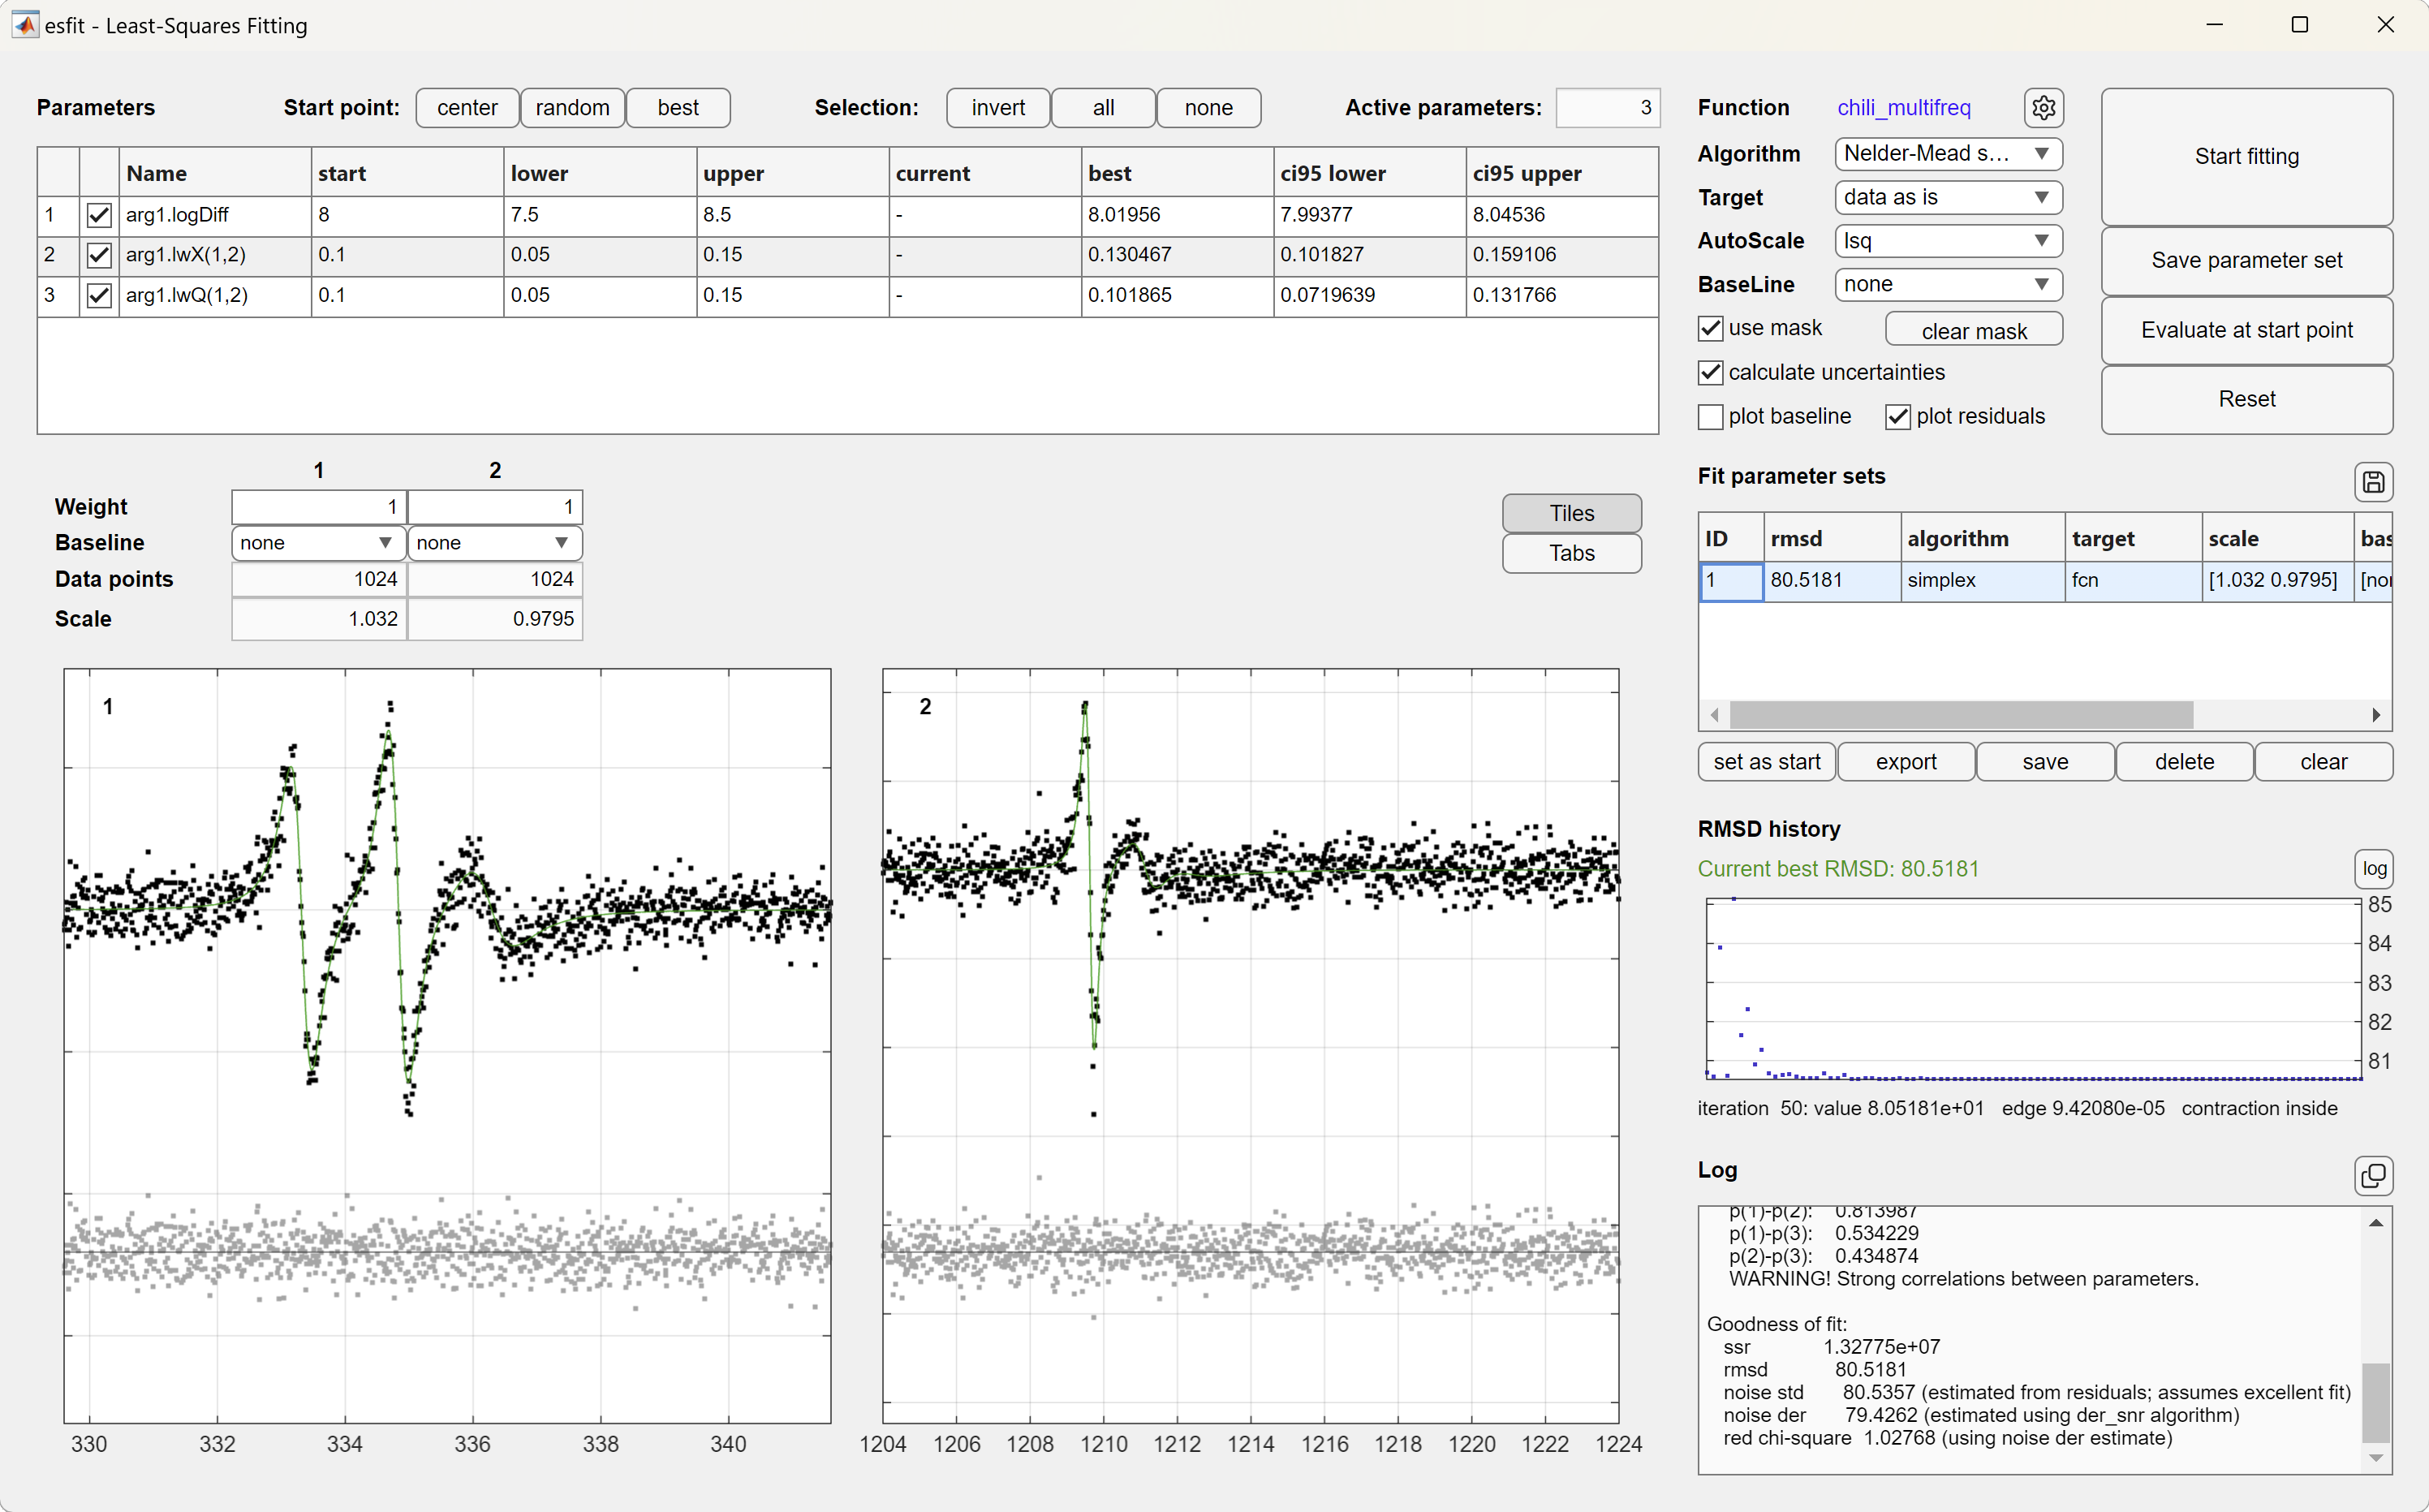 esfit - Least-Squares Fitting
Parameters Start point: center random best Selection: invert all none Active parameters: 3
Name start lower upper current best ci95 lower ci95 upper
1 arg1.logDiff 8 7.5 8.5 - 8.01956 7.99377 8.04536
2 arg1.lwX(1,2) 0.1 0.05 0.15 - 0.130467 0.101827 0.159106
3 arg1.lwQ(1,2) 0.1 0.05 0.15 - 0.101865 0.0719639 0.131766
Function chili_multifreq
Algorithm Nelder-Mead s...
Target data as is
AutoScale lsq
BaseLine none
use mask clear mask
calculate uncertainties
plot baseline plot residuals
Start fitting
Save parameter set
Evaluate at start point
Reset
1 2
Weight 1 1
Baseline none none
Data points 1024 1024
Scale 1.032 0.9795
Tiles
Tabs
1
330 332 334 336 338 340
2
1204 1206 1208 1210 1212 1214 1216 1218 1220 1222 1224
Fit parameter sets
ID rmsd algorithm target scale bas
1 80.5181 simplex fcn [1.032 0.9795] [no
set as start export save delete clear
RMSD history
Current best RMSD: 80.5181
log
85
84
83
82
81
iteration 50: value 8.05181e+01 edge 9.42080e-05 contraction inside
Log
p(1)-p(2): 0.813987
p(1)-p(3): 0.534229
p(2)-p(3): 0.434874
WARNING! Strong correlations between parameters.
Goodness of fit:
ssr 1.32775e+07
rmsd 80.5181
noise std 80.5357 (estimated from residuals; assumes excellent fit)
noise der 79.4262 (estimated using der_snr algorithm)
red chi-square 1.02768 (using noise der estimate)